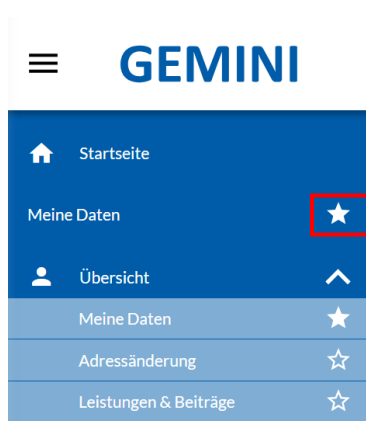 GEMINI
Startseite
Meine Daten
Übersicht
Meine Daten
Adressänderung
Leistungen & Beiträge